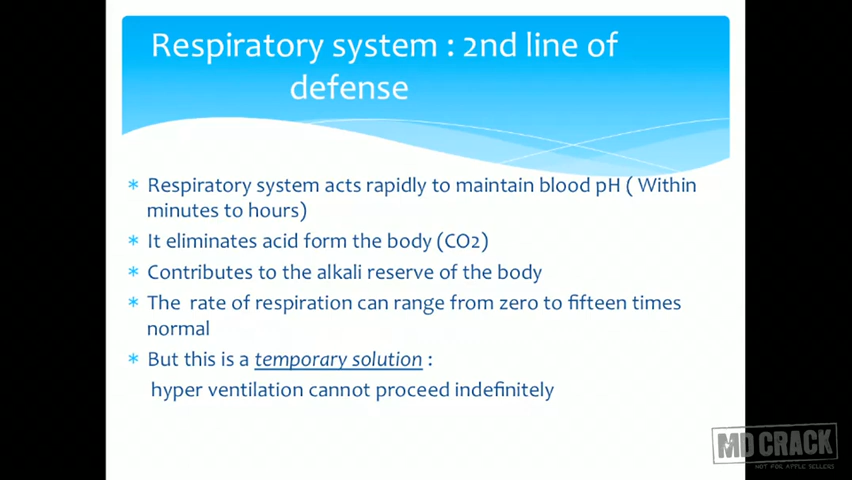 Respiratory system : 2nd line of
defense
* Respiratory system acts rapidly to maintain blood pH ( Within
minutes to hours)
* It eliminates acid form the body (CO2)
* Contributes to the alkali reserve of the body
* The rate of respiration can range from zero to fifteen times
normal
* But this is a temporary solution :
hyper ventilation cannot proceed indefinitely
MD CRACK
NOT FOR APPLE SELLERS